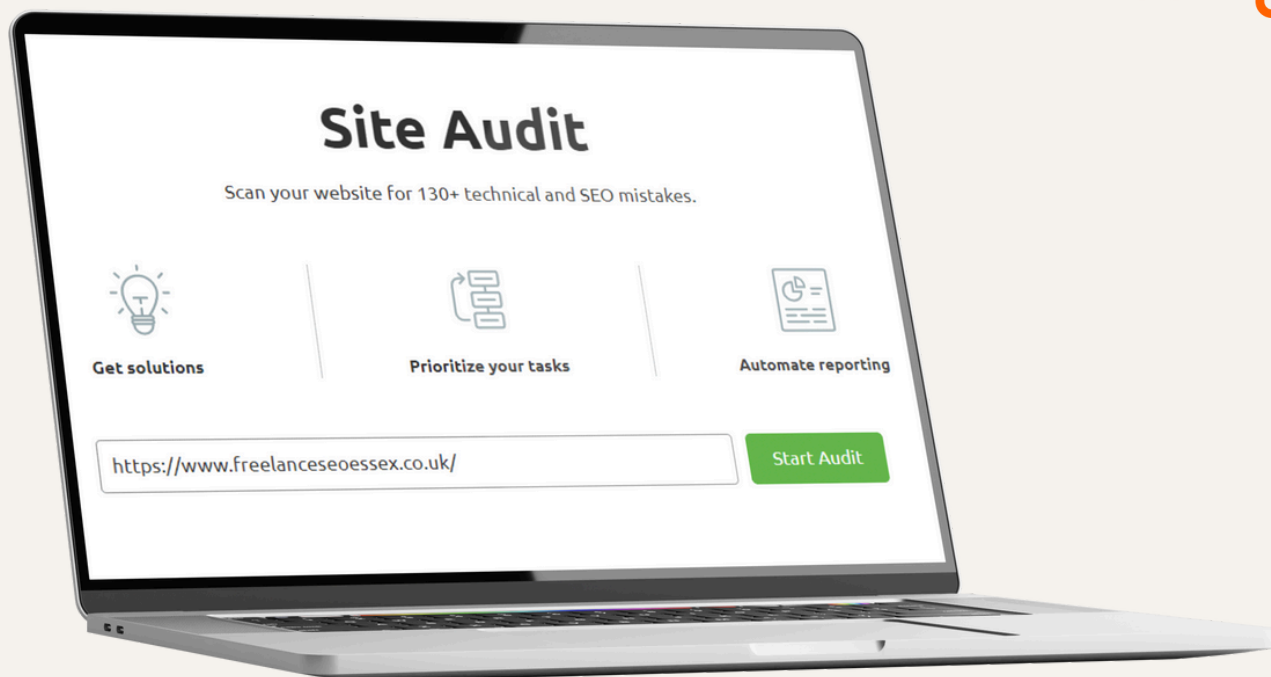 Site Audit
Scan your website for 130+ technical and SEO mistakes.
Get solutions
Prioritize your tasks
Automate reporting
https://www.freelanceseoessex.co.uk/
Start Audit